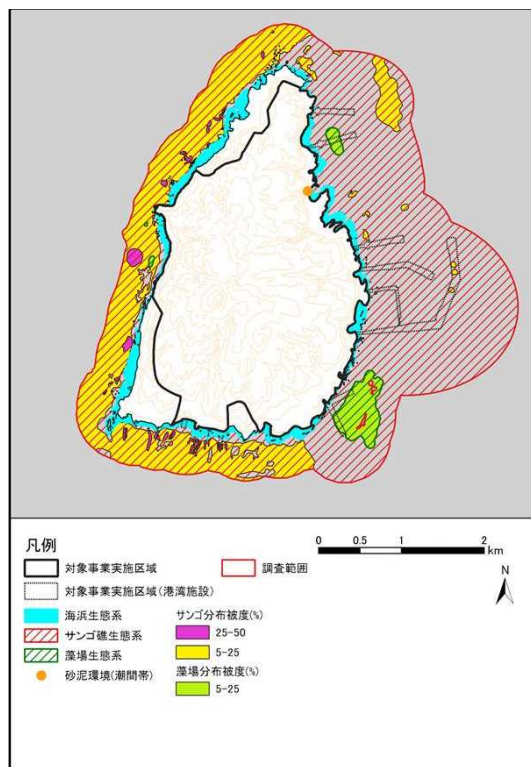 凡例
対象事業実施区域
調査範囲
対象事業実施区域(港湾施設)
海浜生態系
サンゴ礁生態系
藻場生態系
砂泥環境(潮間帯)
サンゴ分布被度(%)
25-50
5-25
藻場分布被度(%)
5-25
0 0.5 1 2
km
N